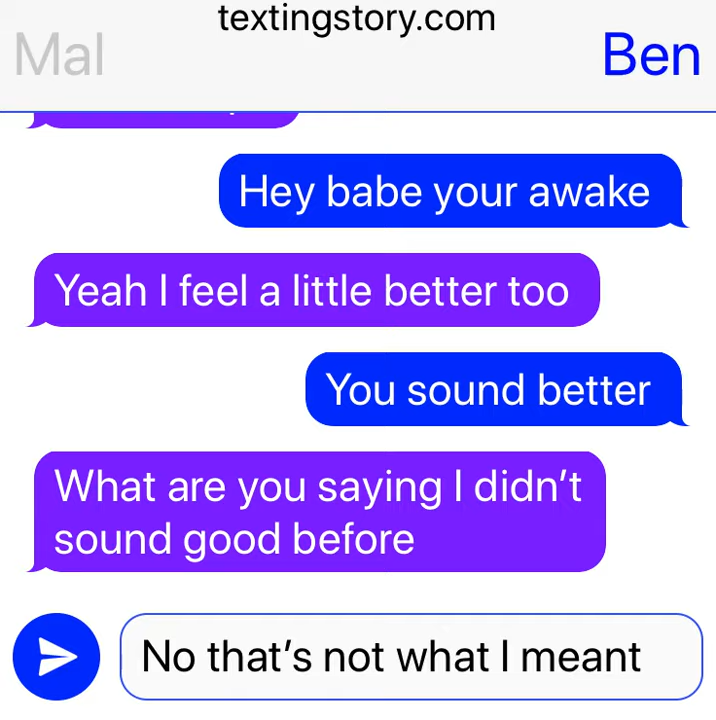 textingstory.com
Mal
Ben
Hey babe your awake
Yeah I feel a little better too
You sound better
What are you saying I didn't
sound good before
No that's not what I meant